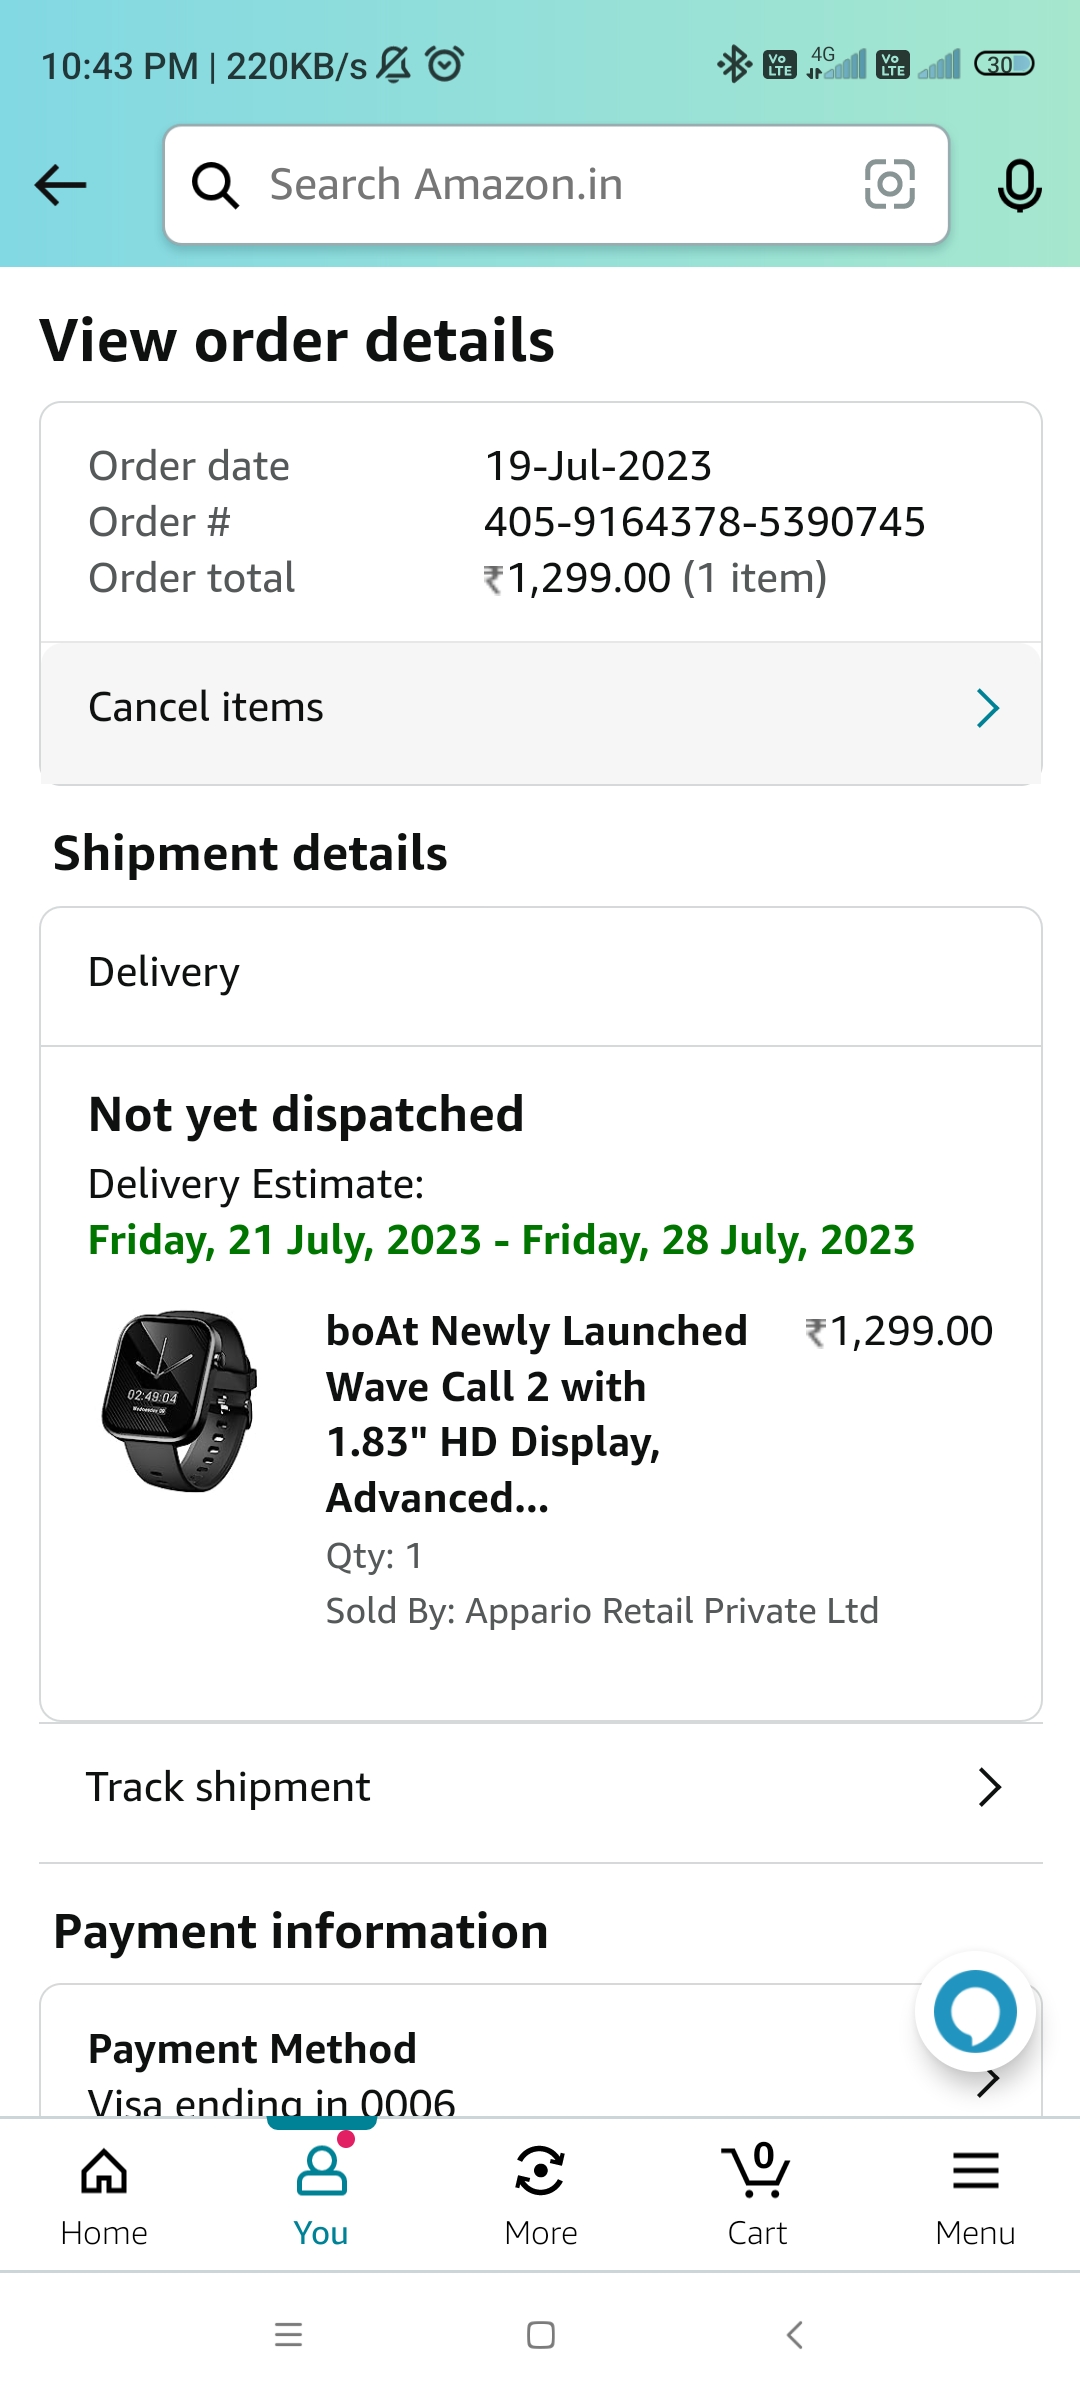 10:43 PM | 220KB/s
Vo LTE 4G Vo LTE 30
Search Amazon.in
View order details
Order date 19-Jul-2023
Order # 405-9164378-5390745
Order total ₹1,299.00 (1 item)
Cancel items
Shipment details
Delivery
Not yet dispatched
Delivery Estimate:
Friday, 21 July, 2023 - Friday, 28 July, 2023
boAt Newly Launched ₹1,299.00
Wave Call 2 with
1.83" HD Display,
Advanced...
02:49:04
Qty: 1
Sold By: Appario Retail Private Ltd
Track shipment
Payment information
Payment Method
Visa ending in 0006
0
Home You More Cart Menu